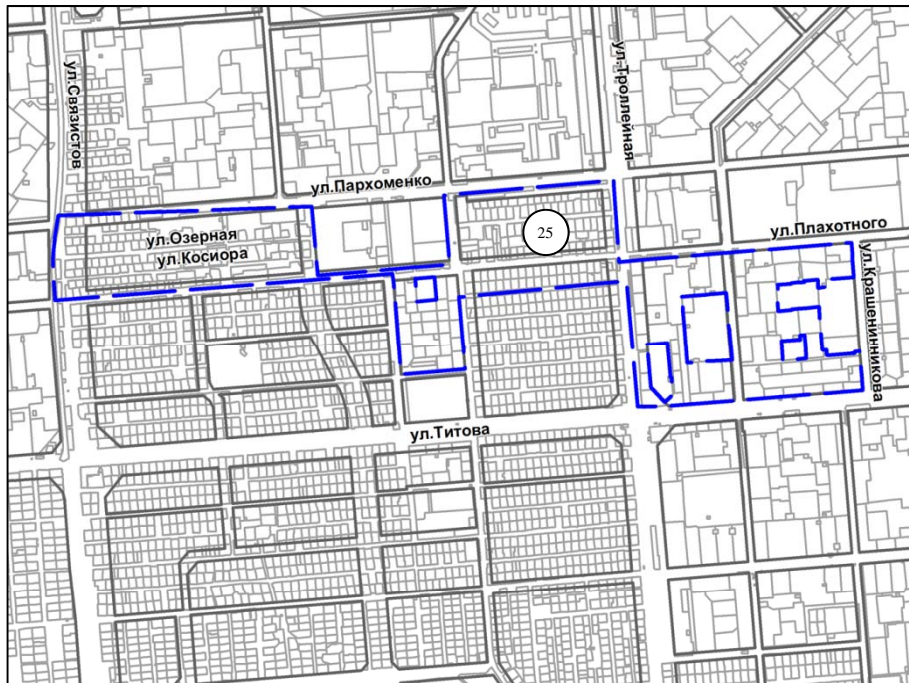 ул.Связистов
ул.Троллейная
ул.Пархоменко
ул.Озерная
ул.Косиора
25
ул.Плахотного
ул.Крашенинникова
ул.Титова